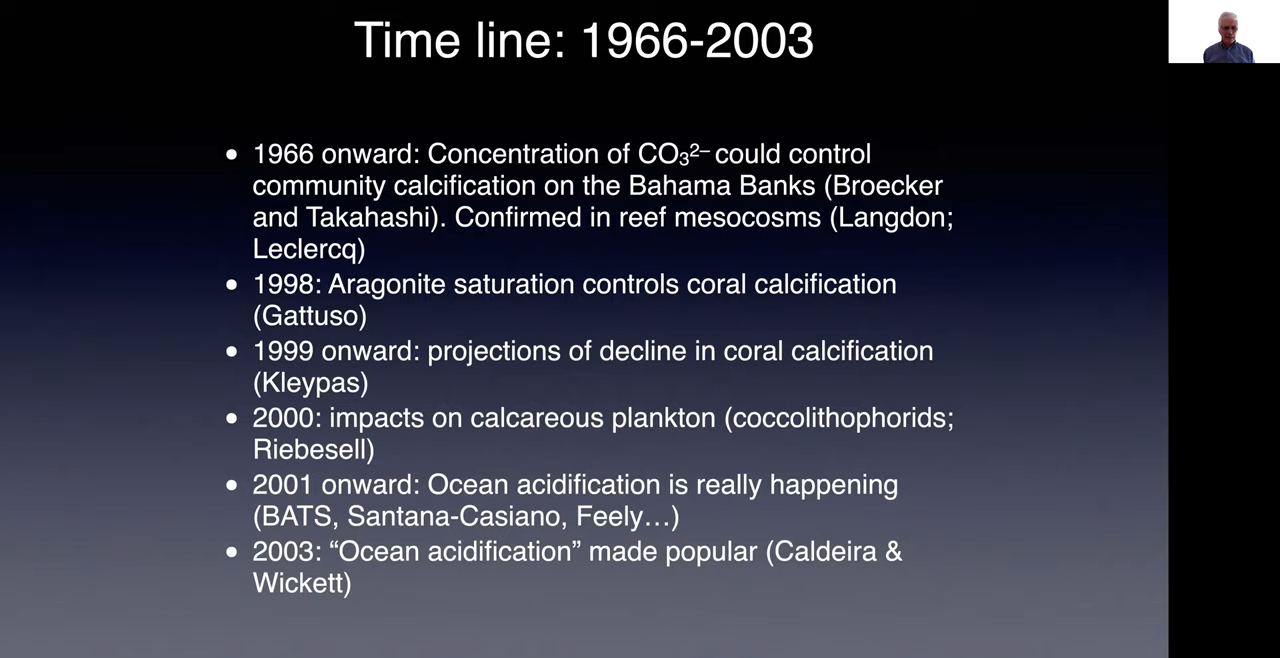 Time line: 1966-2003
• 1966 onward: Concentration of CO₃²⁻ could control
community calcification on the Bahama Banks (Broecker
and Takahashi). Confirmed in reef mesocosms (Langdon;
Leclercq)
• 1998: Aragonite saturation controls coral calcification
(Gattuso)
• 1999 onward: projections of decline in coral calcification
(Kleypas)
• 2000: impacts on calcareous plankton (coccolithophorids;
Riebesell)
• 2001 onward: Ocean acidification is really happening
(BATS, Santana-Casiano, Feely…)
• 2003: “Ocean acidification” made popular (Caldeira &
Wickett)